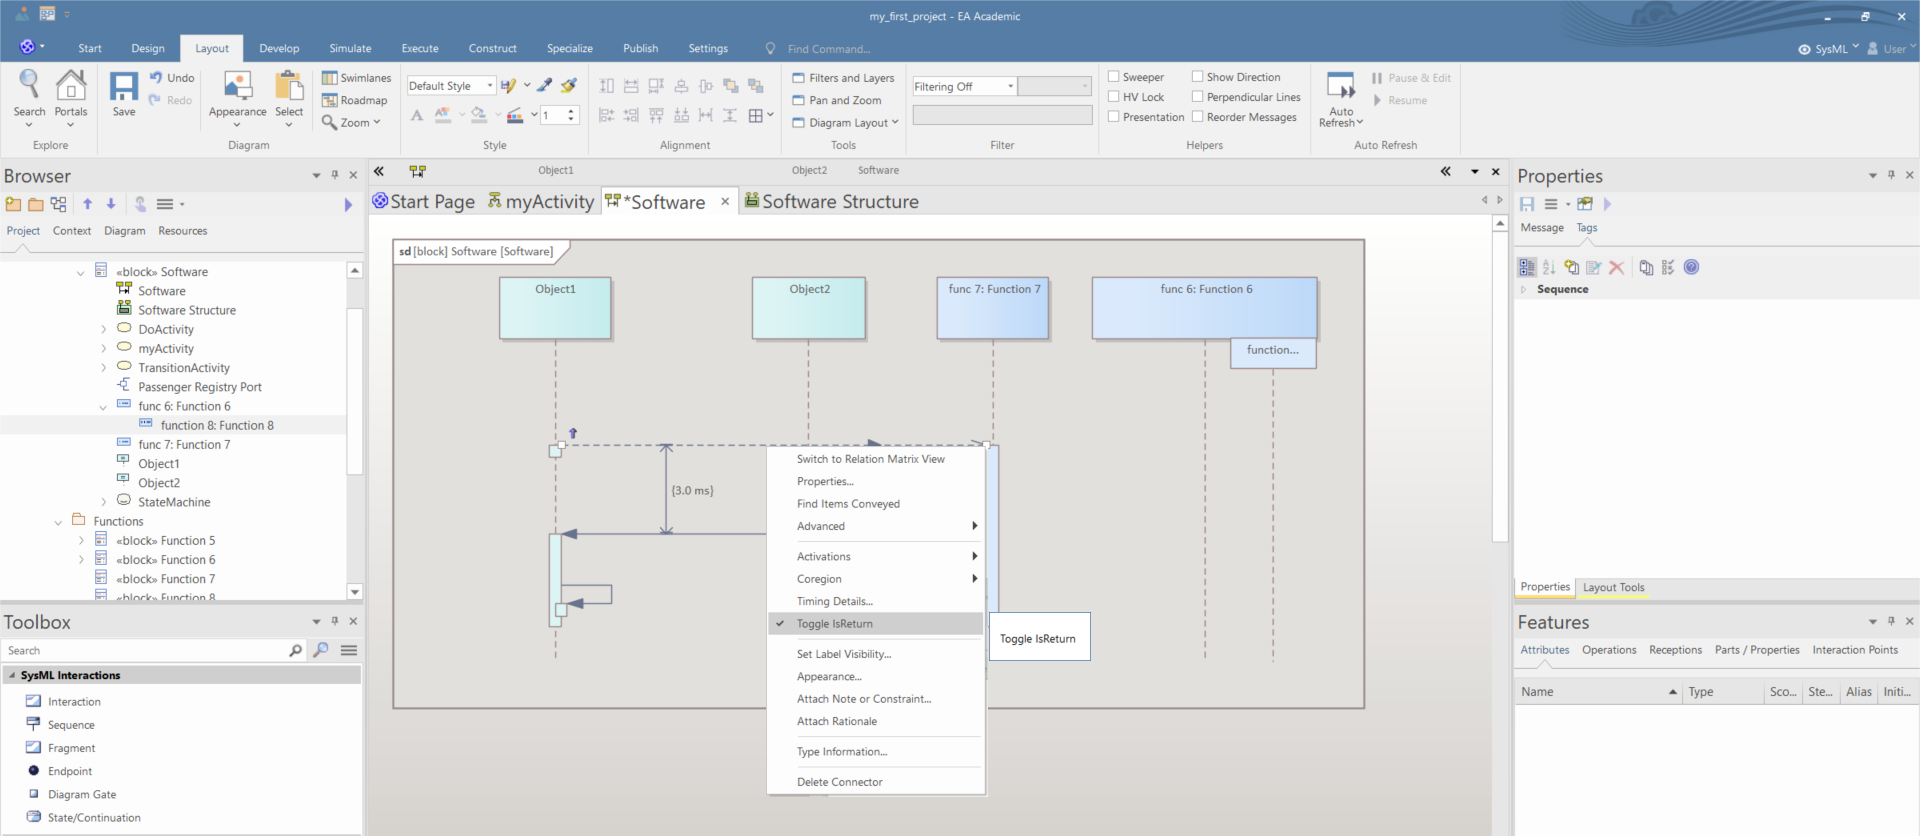 my_first_project - EA Academic
Start Design Layout Develop Simulate Execute Construct Specialize Publish Settings Find Command... SysML User
Search Portals Save Undo Redo Appearance Select Swimlanes Roadmap Zoom
Default Style 1
Filters and Layers
Pan and Zoom
Diagram Layout
Filtering Off
Sweeper Show Direction
HV Lock Perpendicular Lines
Presentation Reorder Messages
Auto Refresh
Pause & Edit
Resume
Explore Diagram Style Alignment Tools Filter Helpers Auto Refresh
Browser
Project Context Diagram Resources
«block» Software
Software
Software Structure
DoActivity
myActivity
TransitionActivity
Passenger Registry Port
func 6: Function 6
function 8: Function 8
func 7: Function 7
Object1
Object2
StateMachine
Functions
«block» Function 5
«block» Function 6
«block» Function 7
«block» Function 8
Toolbox
Search
SysML Interactions
Interaction
Sequence
Fragment
Endpoint
Diagram Gate
State/Continuation
Object1 Object2 Software
Start Page myActivity *Software Software Structure
sd [block] Software [Software]
Object1 Object2 func 7: Function 7 func 6: Function 6
function...
{3.0 ms}
Switch to Relation Matrix View
Properties...
Find Items Conveyed
Advanced
Activations
Coregion
Timing Details...
Toggle IsReturn
Set Label Visibility...
Appearance...
Attach Note or Constraint...
Attach Rationale
Type Information...
Delete Connector
Toggle IsReturn
Properties
Message Tags
Sequence
Properties Layout Tools
Features
Attributes Operations Receptions Parts / Properties Interaction Points
Name Type Sco... Ste... Alias Initi...